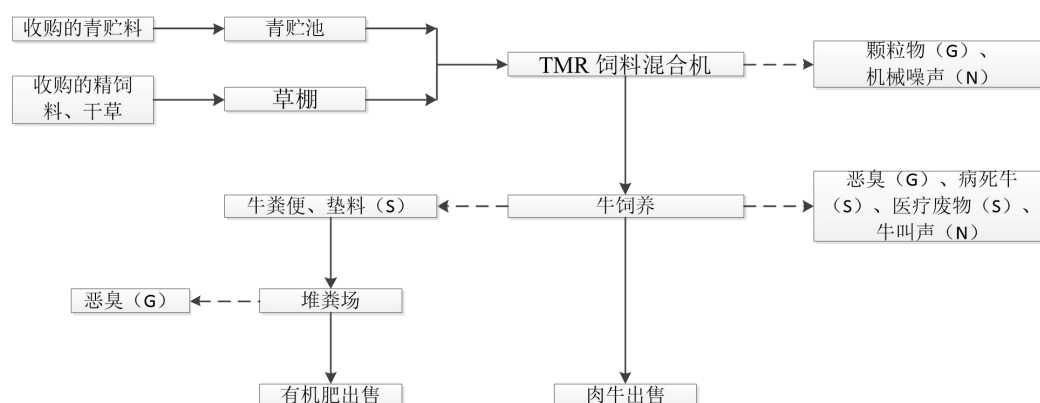 收购的青贮料
青贮池
收购的精饲
料、干草
草棚
TMR 饲料混合机
颗粒物（G）、
机械噪声（N）
牛粪便、垫料（S）
牛饲养
恶臭（G）、病死牛
（S）、医疗废物（S）、
牛叫声（N）
恶臭（G）
堆粪场
有机肥出售
肉牛出售